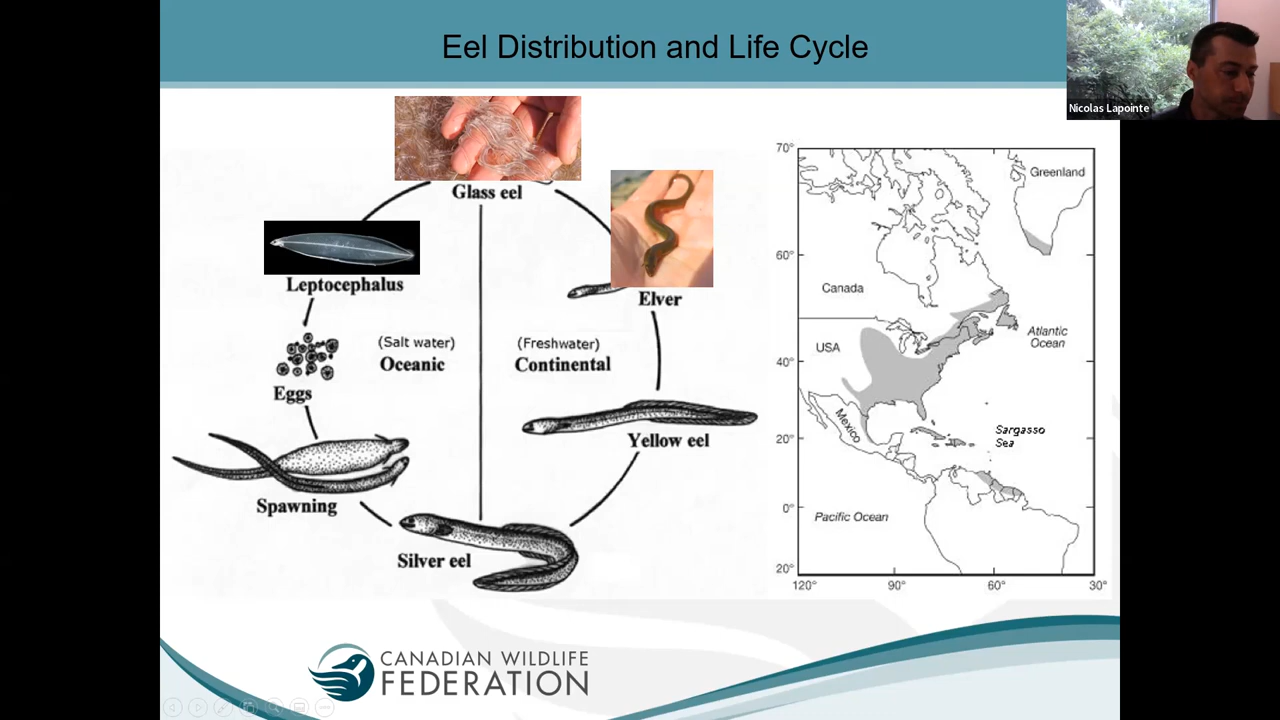 Eel Distribution and Life Cycle
Nicolas Lapointe
Glass eel
Leptocephalus
Elver
(Salt water)
Oceanic
(Freshwater)
Continental
Eggs
Yellow eel
Spawning
Silver eel
70°
Greenland
60°
Canada
Atlantic
Ocean
USA
40°
Mexico
Sargasso
Sea
20°
0°
Pacific Ocean
20°
120°
90°
60°
30°
CANADIAN WILDLIFE
FEDERATION